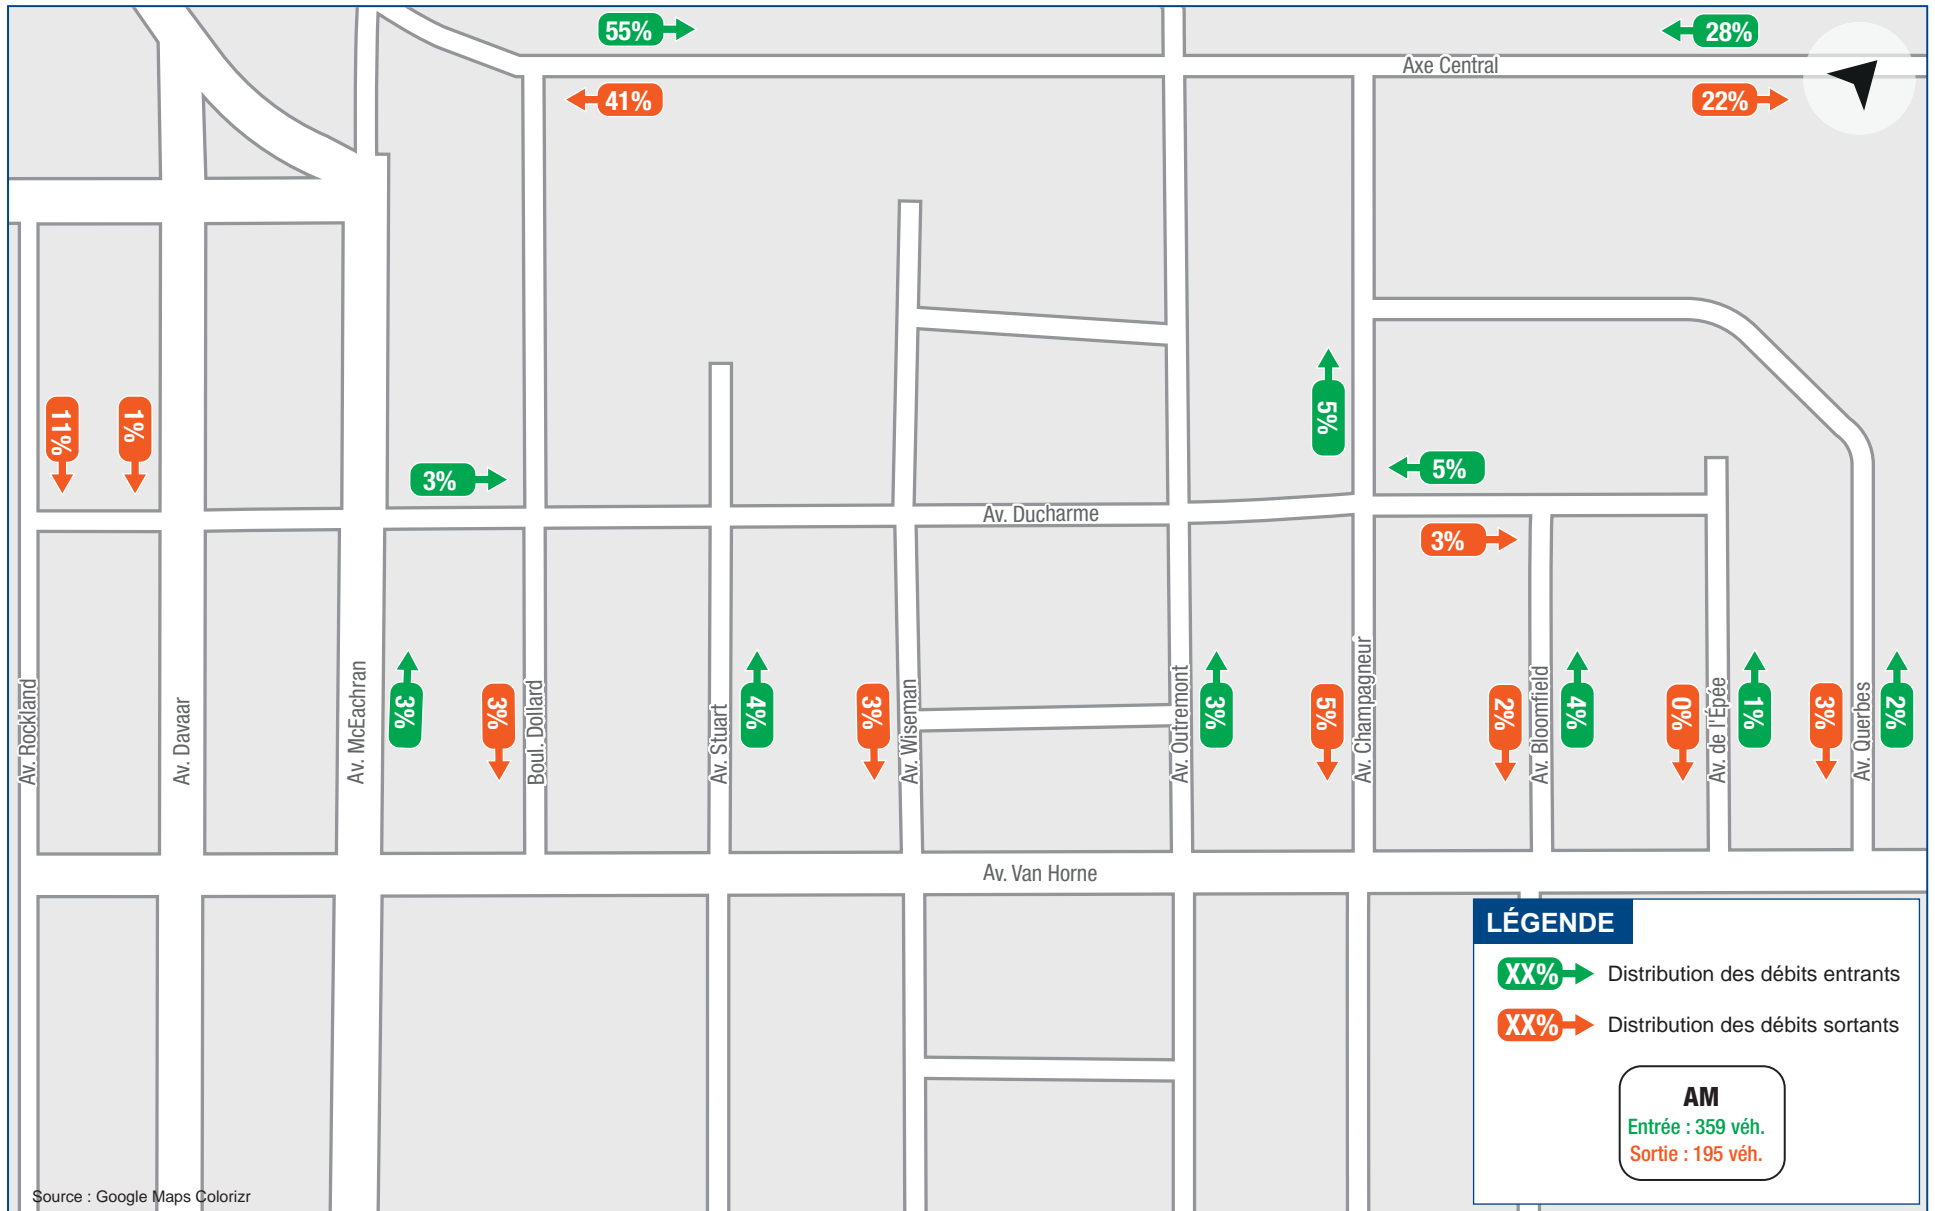 55%
28%
Axe Central
41%
22%
11%
1%
3%
5%
5%
Av. Ducharme
3%
3%
3%
4%
3%
3%
5%
2%
4%
0%
1%
3%
2%
Av. Rockland
Av. Davaar
Av. McEachran
Boul. Dollard
Av. Stuart
Av. Wiseman
Av. Outremont
Av. Champagneur
Av. Bloomfield
Av. de l'Épée
Av. Querbes
Av. Van Horne
LÉGENDE
XX% Distribution des débits entrants
XX% Distribution des débits sortants
AM
Entrée : 359 véh.
Sortie : 195 véh.
Source : Google Maps Colorizr